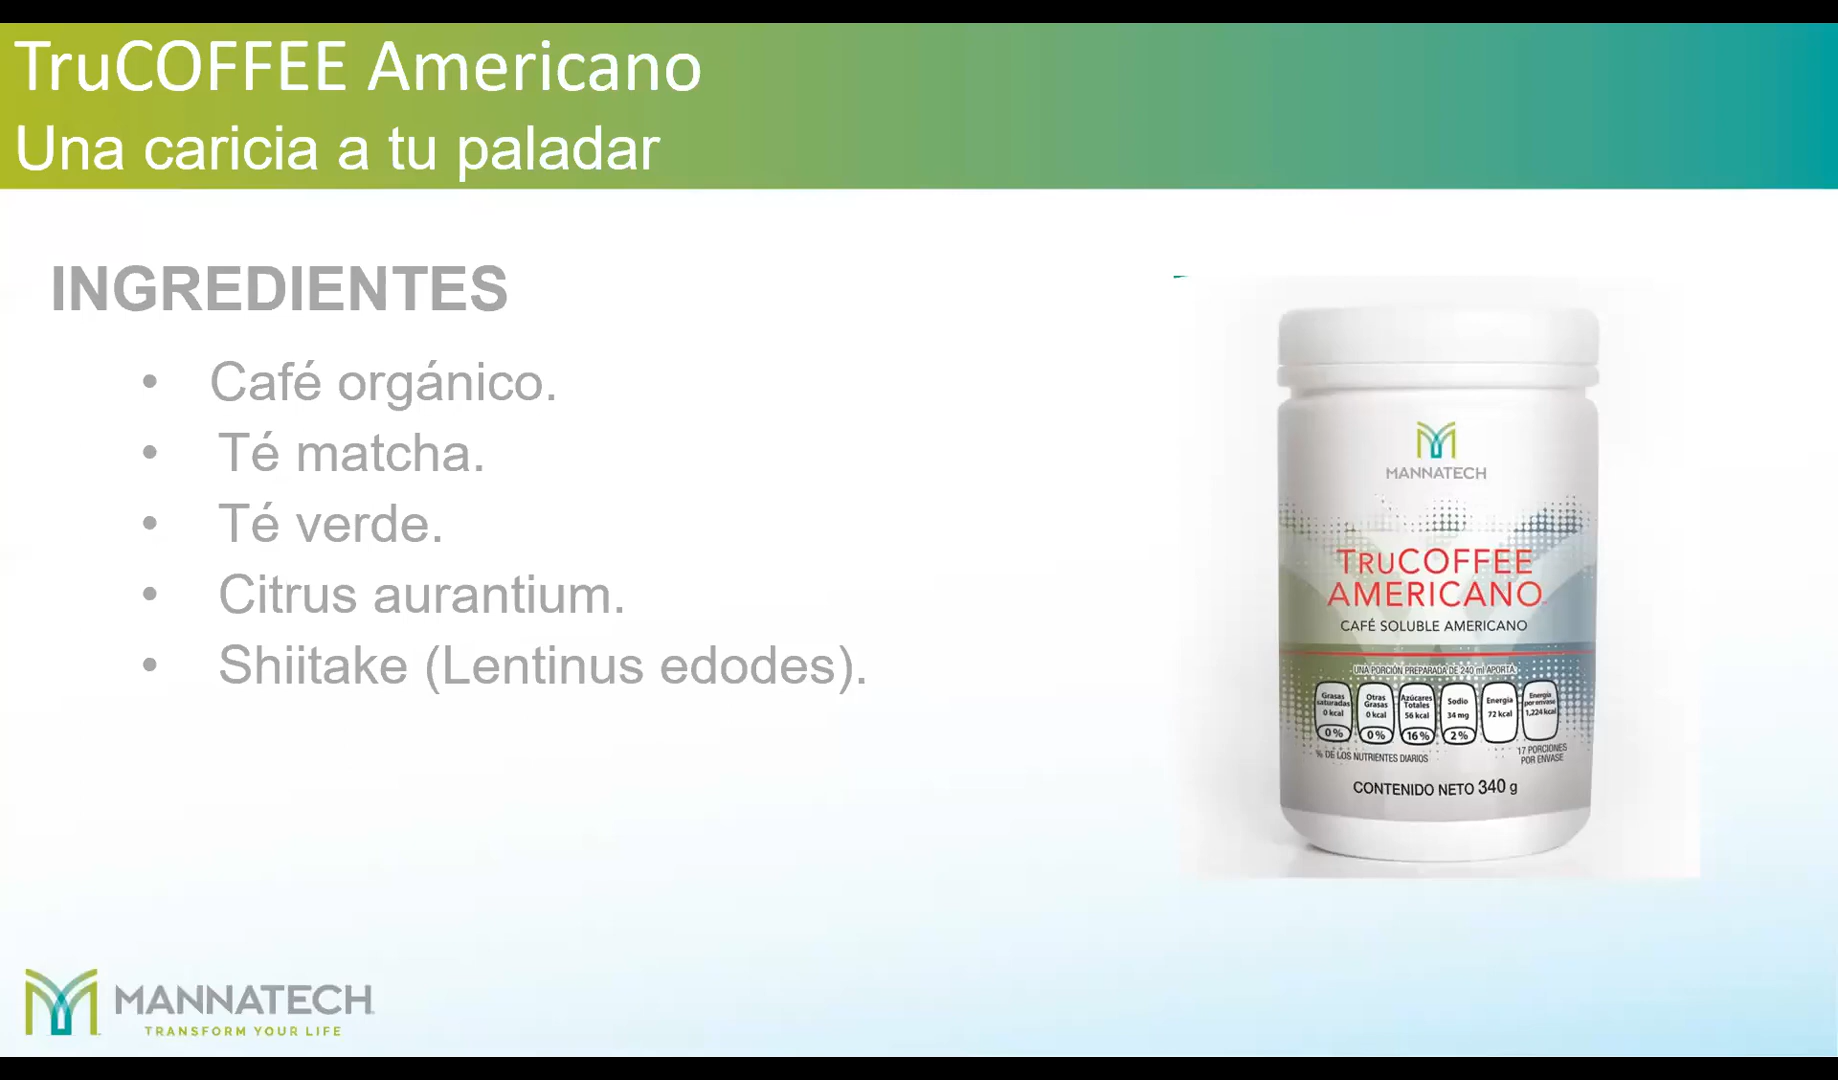 TruCOFFEE Americano
Una caricia a tu paladar
INGREDIENTES
• Café orgánico.
• Té matcha.
• Té verde.
• Citrus aurantium.
• Shiitake (Lentinus edodes).
MANNATECH
TRUCOFFEE
AMERICANO
CAFÉ SOLUBLE AMERICANO
UNA PORCIÓN PREPARADA DE 240 ml APORTA:
Grasas saturadas 0 kcal 0 %
Otras Grasas 0 kcal 0 %
Azúcares Totales 56 kcal 16 %
Sodio 34 mg 2 %
Energía 72 kcal
Energía por envase 1,224 kcal
% DE LOS NUTRIENTES DIARIOS
17 PORCIONES
POR ENVASE
CONTENIDO NETO 340 g
MANNATECH
TRANSFORM YOUR LIFE